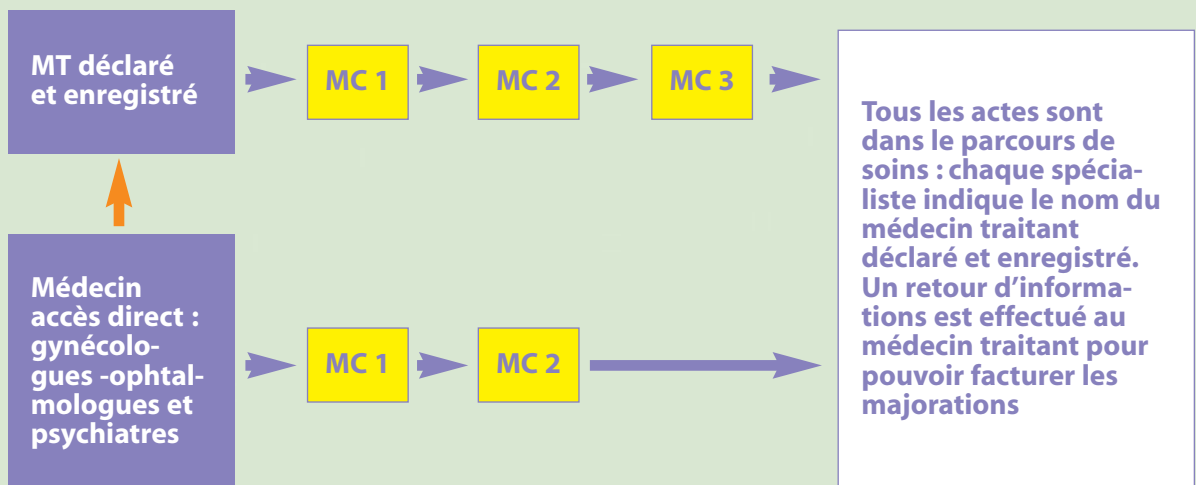 MT déclaré
et enregistré
MC 1
MC 2
MC 3
Médecin
accès direct :
gynécolo-
gues -ophtal-
mologues et
psychiatres
MC 1
MC 2
Tous les actes sont
dans le parcours de
soins : chaque spécia-
liste indique le nom du
médecin traitant
déclaré et enregistré.
Un retour d’informa-
tions est effectué au
médecin traitant pour
pouvoir facturer les
majorations